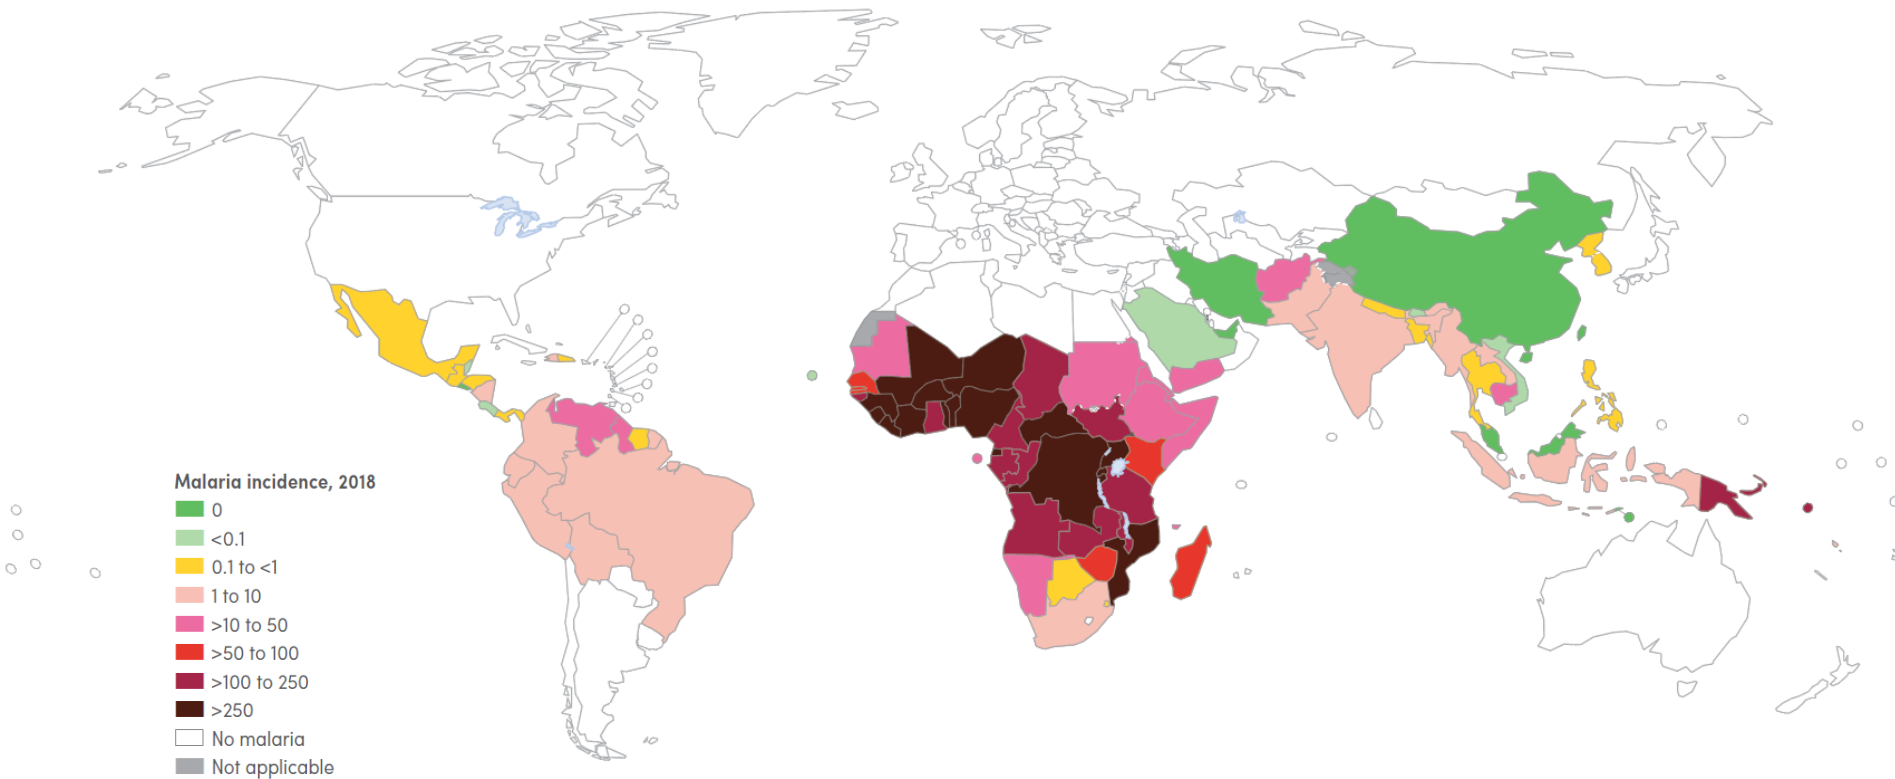 Malaria incidence, 2018
0
<0.1
0.1 to <1
1 to 10
>10 to 50
>50 to 100
>100 to 250
>250
No malaria
Not applicable